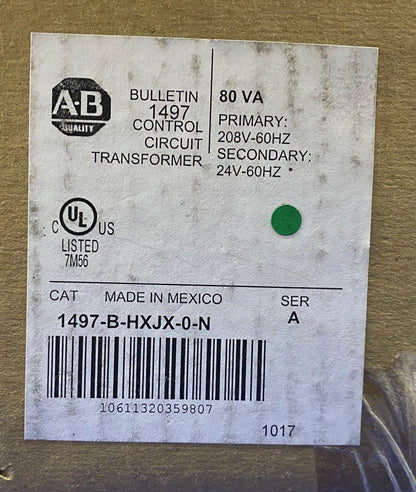 A·B
QUALITY
BULLETIN
1497
CONTROL
CIRCUIT
TRANSFORMER
80 VA
PRIMARY:
208V-60HZ
SECONDARY:
24V-60HZ *
C UL US
LISTED
7M56
CAT MADE IN MEXICO SER
1497-B-HXJX-0-N A
10611320359807
1017